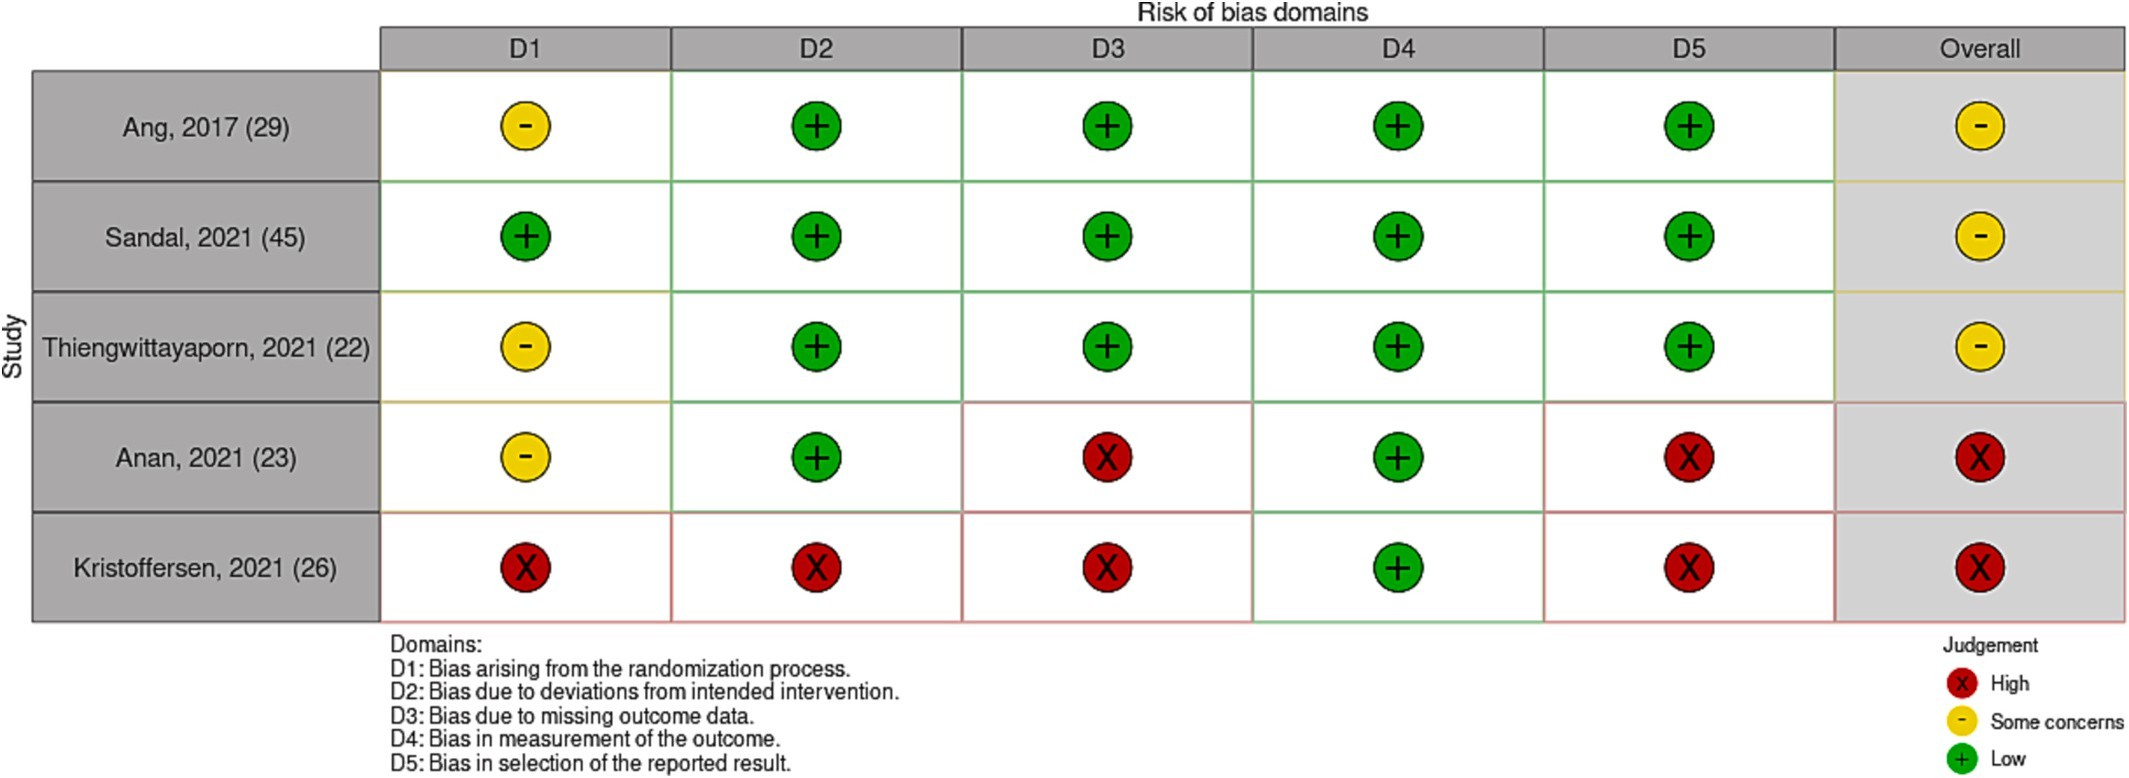 Risk of bias domains
D1 D2 D3 D4 D5 Overall
Study
Ang, 2017 (29) - + + + + -
Sandal, 2021 (45) + + + + + -
Thiengwittayaporn, 2021 (22) - + + + + -
Anan, 2021 (23) - + X + X X
Kristoffersen, 2021 (26) X X X + X X
Domains:
D1: Bias arising from the randomization process.
D2: Bias due to deviations from intended intervention.
D3: Bias due to missing outcome data.
D4: Bias in measurement of the outcome.
D5: Bias in selection of the reported result.
Judgement
X High
- Some concerns
+ Low